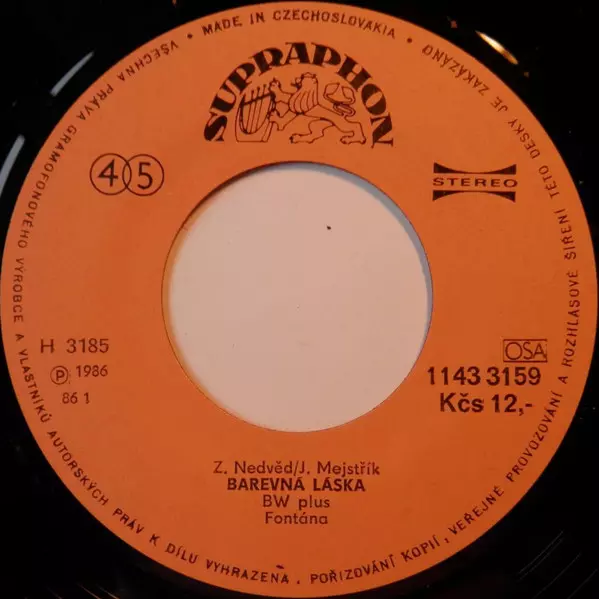 • MADE IN CZECHOSLOVAKIA •
VŠECHNA PRÁVA GRAMOFONOVÉHO VÝROBCE A VLASTNÍKŮ AUTORSKÝCH PRÁV K DÍLU VYHRAZENA. POŘIZOVÁNÍ KOPIÍ, VEŘEJNÉ PROVOZOVÁNÍ A ROZHLASOVÉ ŠÍŘENÍ TÉTO DESKY JE ZAKÁZÁNO
SUPRAPHON
45
STEREO
H 3185
Ⓟ 1986
86 1
OSA
1143 3159
Kčs 12,-
Z. Nedvěd/J. Mejstřík
BAREVNÁ LÁSKA
BW plus
Fontána